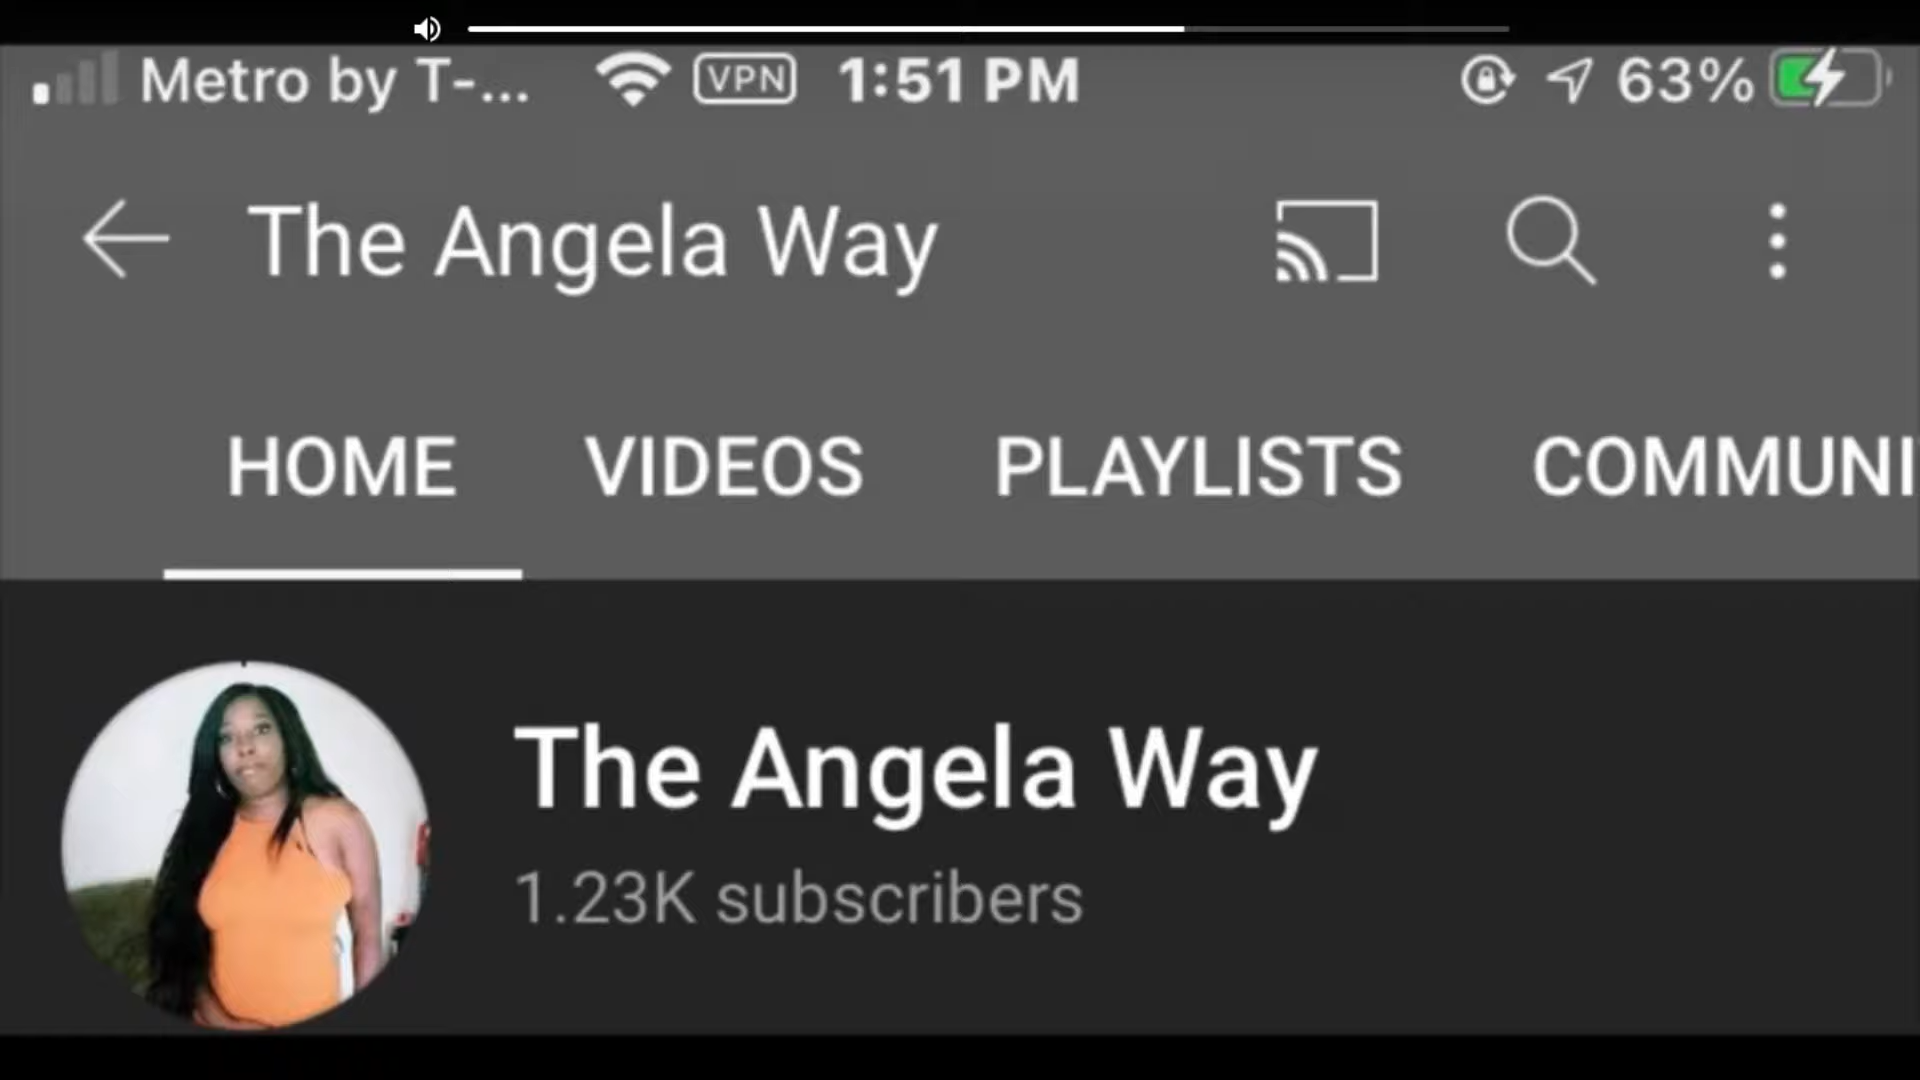 Metro by T-... VPN 1:51 PM 63%
The Angela Way
HOME VIDEOS PLAYLISTS COMMUNI
The Angela Way
1.23K subscribers